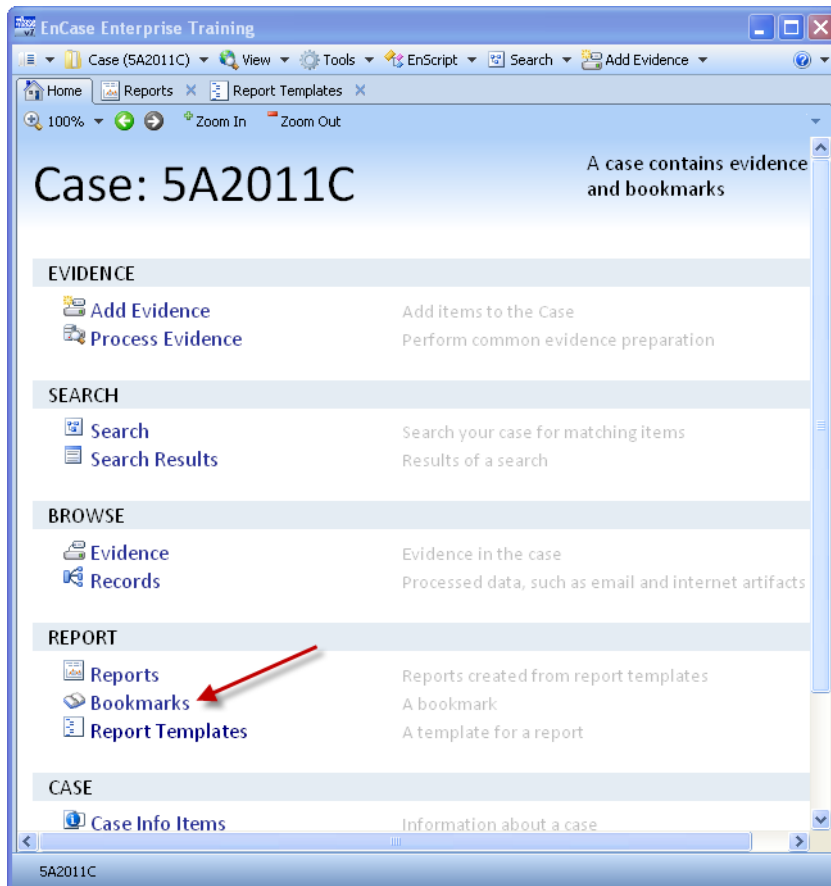 EnCase Enterprise Training
Case (5A2011C) View Tools EnScript Search Add Evidence
Home Reports Report Templates
100% Zoom In Zoom Out
Case: 5A2011C
A case contains evidence
and bookmarks
EVIDENCE
Add Evidence Add items to the Case
Process Evidence Perform common evidence preparation
SEARCH
Search Search your case for matching items
Search Results Results of a search
BROWSE
Evidence Evidence in the case
Records Processed data, such as email and internet artifacts
REPORT
Reports Reports created from report templates
Bookmarks A bookmark
Report Templates A template for a report
CASE
Case Info Items Information about a case
5A2011C